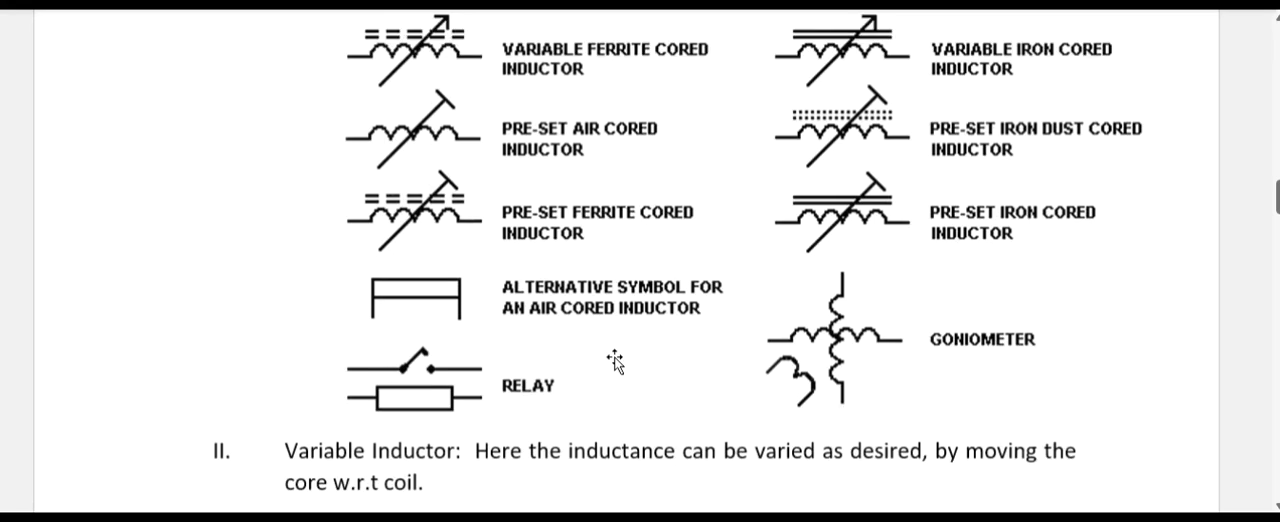 VARIABLE FERRITE CORED
INDUCTOR
VARIABLE IRON CORED
INDUCTOR
PRE-SET AIR CORED
INDUCTOR
PRE-SET IRON DUST CORED
INDUCTOR
PRE-SET FERRITE CORED
INDUCTOR
PRE-SET IRON CORED
INDUCTOR
ALTERNATIVE SYMBOL FOR
AN AIR CORED INDUCTOR
GONIOMETER
RELAY
II. Variable Inductor: Here the inductance can be varied as desired, by moving the
core w.r.t coil.